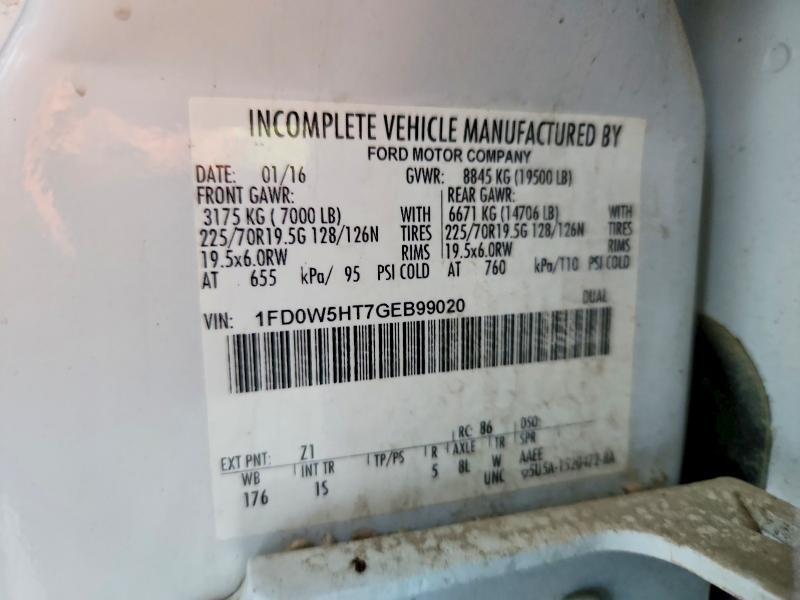 INCOMPLETE VEHICLE MANUFACTURED BY
FORD MOTOR COMPANY
DATE: 01/16 GVWR: 8845 KG (19500 LB)
FRONT GAWR: REAR GAWR:
3175 KG ( 7000 LB) WITH 6671 KG (14706 LB) WITH
225/70R19.5G 128/126N TIRES 225/70R19.5G 128/126N TIRES
19.5x6.0RW RIMS 19.5x6.0RW RIMS
AT 655 kPa/ 95 PSI COLD AT 760 kPa/110 PSI COLD
DUAL
VIN: 1FD0W5HT7GEB99020
EXT PNT: Z1 RC: 86 DSO:
WB INT TR TP/PS R AXLE TR SPR
176 IS 5 8L W AAEE
UNC